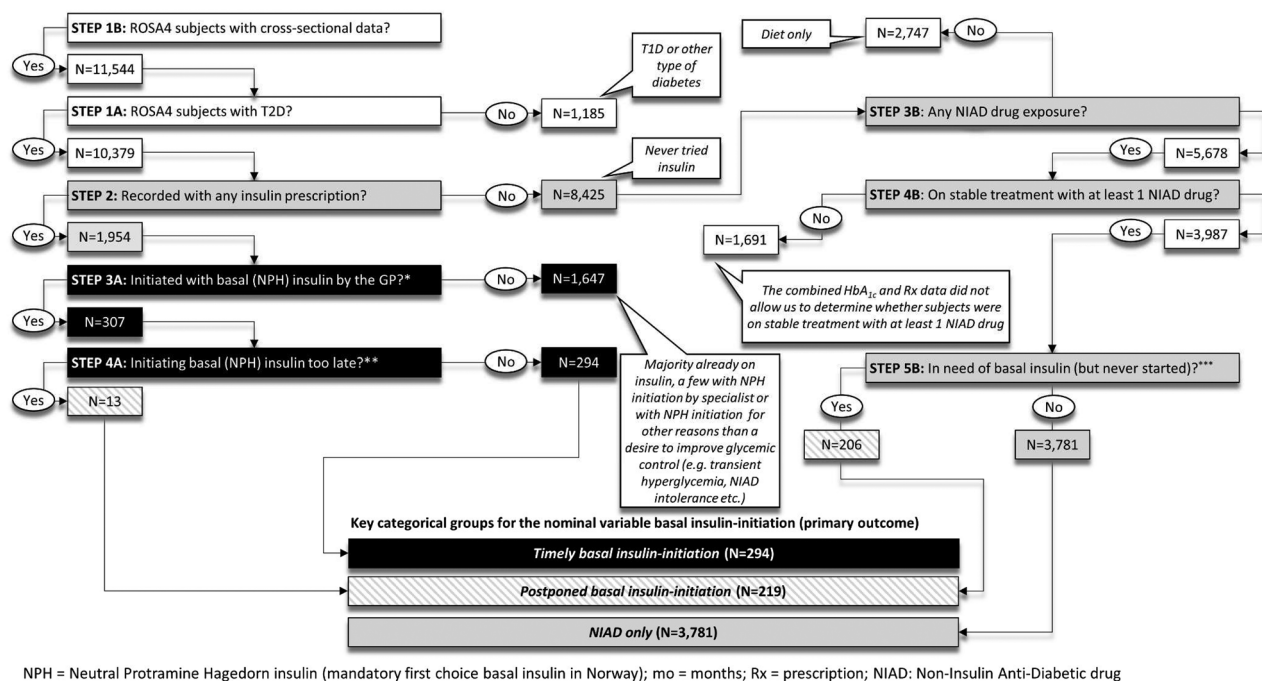 STEP 1B: ROSA4 subjects with cross-sectional data?
Yes
N=11,544
STEP 1A: ROSA4 subjects with T2D?
No
N=1,185
T1D or other
type of
diabetes
Yes
N=10,379
STEP 2: Recorded with any insulin prescription?
No
N=8,425
Never tried
insulin
Yes
N=1,954
STEP 3A: Initiated with basal (NPH) insulin by the GP?*
No
N=1,647
Majority already on
insulin, a few with NPH
initiation by specialist or
with NPH initiation for
other reasons than a
desire to improve glycemic
control (e.g. transient
hyperglycemia, NIAD
intolerance etc.)
Yes
N=307
STEP 4A: Initiating basal (NPH) insulin too late?**
No
N=294
Yes
N=13
Diet only
N=2,747
No
STEP 3B: Any NIAD drug exposure?
Yes
N=5,678
STEP 4B: On stable treatment with at least 1 NIAD drug?
No
N=1,691
The combined HbA1c and Rx data did not
allow us to determine whether subjects were
on stable treatment with at least 1 NIAD drug
Yes
N=3,987
STEP 5B: In need of basal insulin (but never started)?***
Yes
N=206
No
N=3,781
Key categorical groups for the nominal variable basal insulin-initiation (primary outcome)
Timely basal insulin-initiation (N=294)
Postponed basal insulin-initiation (N=219)
NIAD only (N=3,781)
NPH = Neutral Protramine Hagedorn insulin (mandatory first choice basal insulin in Norway); mo = months; Rx = prescription; NIAD: Non-Insulin Anti-Diabetic drug